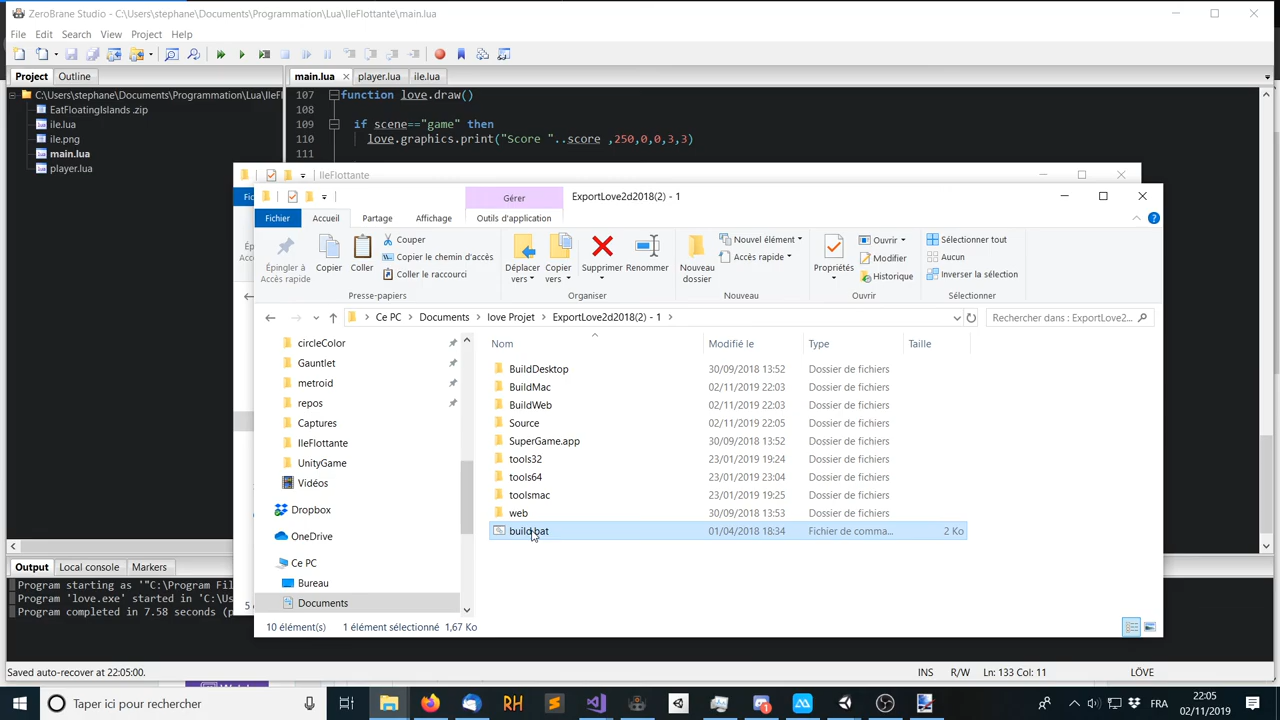 ZeroBrane Studio - C:\Users\stephane\Documents\Programmation\Lua\IleFlottante\main.lua
File Edit Search View Project Help
Project Outline
main.lua player.lua ile.lua
C:\Users\stephane\Documents\Programmation\Lua\IleFl
EatFloatingIslands .zip
ile.lua
ile.png
main.lua
player.lua
107 function love.draw()
108
109 if scene=="game" then
110 love.graphics.print("Score "..score ,250,0,0,3,3)
111
IleFlottante
Gérer
ExportLove2d2018(2) - 1
Fichier Accueil Partage Affichage Outils d'application
Épingler à Accès rapide
Copier
Coller
Couper
Copier le chemin d'accès
Coller le raccourci
Presse-papiers
Déplacer vers
Copier vers
Supprimer
Renommer
Organiser
Nouveau dossier
Nouvel élément
Accès rapide
Nouveau
Propriétés
Ouvrir
Modifier
Historique
Ouvrir
Sélectionner tout
Aucun
Inverser la sélection
Sélectionner
Ce PC > Documents > love Projet > ExportLove2d2018(2) - 1 >
Rechercher dans : ExportLove2...
circleColor
Gauntlet
metroid
repos
Captures
IleFlottante
UnityGame
Vidéos
Dropbox
OneDrive
Ce PC
Bureau
Documents
Nom Modifié le Type Taille
BuildDesktop 30/09/2018 13:52 Dossier de fichiers
BuildMac 02/11/2019 22:03 Dossier de fichiers
BuildWeb 02/11/2019 22:03 Dossier de fichiers
Source 02/11/2019 22:05 Dossier de fichiers
SuperGame.app 30/09/2018 13:52 Dossier de fichiers
tools32 23/01/2019 19:24 Dossier de fichiers
tools64 23/01/2019 23:04 Dossier de fichiers
toolsmac 23/01/2019 19:25 Dossier de fichiers
web 30/09/2018 13:53 Dossier de fichiers
build.bat 01/04/2018 18:34 Fichier de comma... 2 Ko
10 élément(s) 1 élément sélectionné 1,67 Ko
Output Local console Markers
Program starting as '"C:\Program Fil
Program 'love.exe' started in 'C:\Us
Program completed in 7.58 seconds (p
Saved auto-recover at 22:05:00.
INS R/W Ln: 133 Col: 11 LÖVE
Taper ici pour rechercher
RH
FRA
22:05
02/11/2019